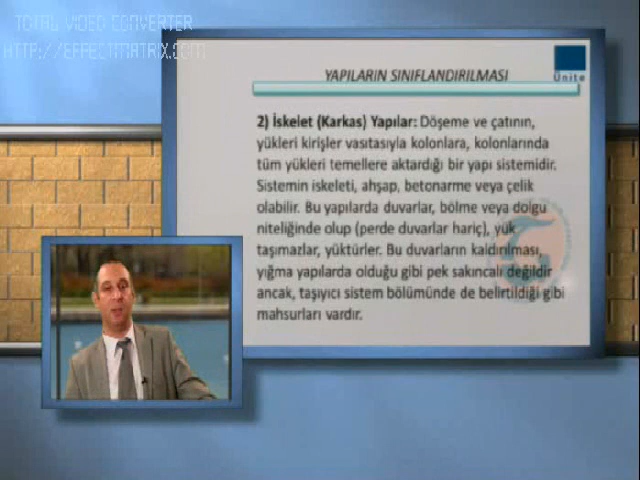 TOTAL VIDEO CONVERTER
HTTP://EFFECTMATRIX.COM
YAPILARIN SINIFLANDIRILMASI
Ünite
2) İskelet (Karkas) Yapılar: Döşeme ve çatının,
yükleri kirişler vasıtasıyla kolonlara, kolonlarında
tüm yükleri temellere aktardığı bir yapı sistemidir.
Sistemin iskeleti, ahşap, betonarme veya çelik
olabilir. Bu yapılarda duvarlar, bölme veya dolgu
niteliğinde olup (perde duvarlar hariç), yük
taşımazlar, yüktürler. Bu duvarların kaldırılması,
yığma yapılarda olduğu gibi pek sakıncalı değildir
ancak, taşıyıcı sistem bölümünde de belirtildiği gibi
mahsurları vardır.